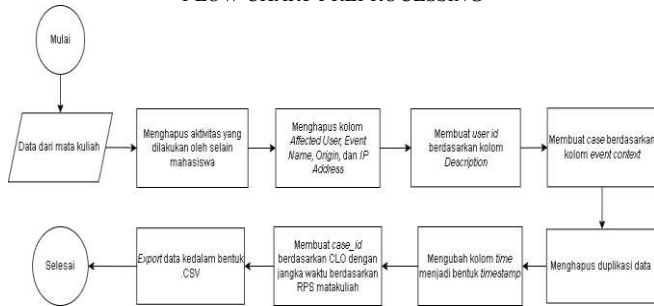 FLOW CHART PREPROCESSING
Mulai
Data dari mata kuliah
Menghapus aktivitas yang
dilakukan oleh selain
mahasiswa
Menghapus kolom
Affected User, Event
Name, Origin, dan IP
Address
Membuat user id
berdasarkan kolom
Description
Membuat case berdasarkan
kolom event context
Menghapus duplikasi data
Mengubah kolom time
menjadi bentuk timestamp
Membuat case_id
berdasarkan CLO dengan
jangka waktu berdasarkan
RPS matakuliah
Export data kedalam bentuk
.CSV
Selesai